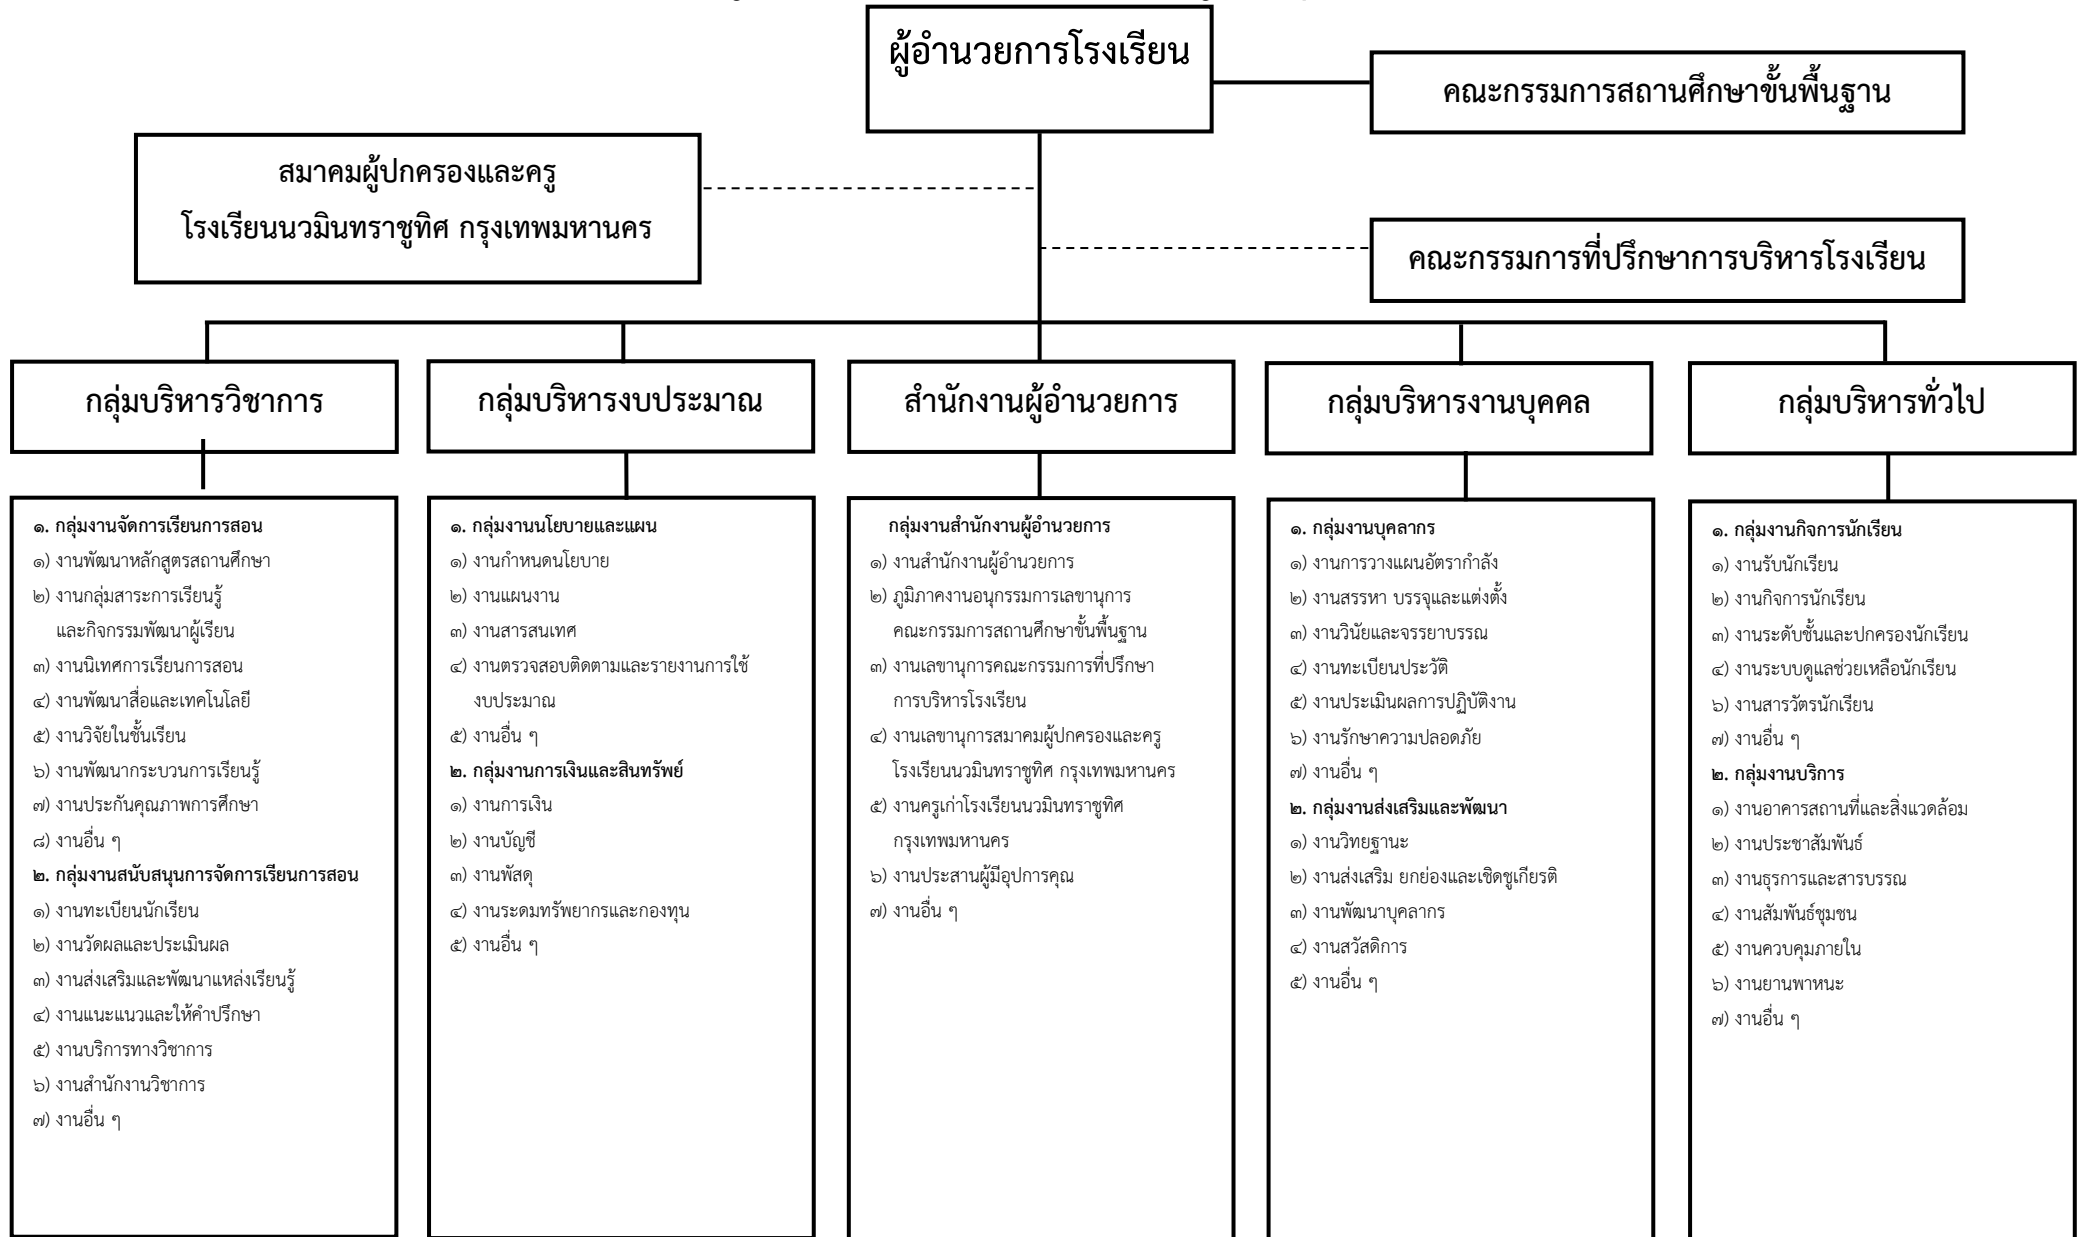 ผู้อำนวยการโรงเรียน
คณะกรรมการสถานศึกษาขั้นพื้นฐาน
สมาคมผู้ปกครองและครู
โรงเรียนนวมินทราชูทิศ กรุงเทพมหานคร
คณะกรรมการที่ปรึกษาการบริหารโรงเรียน
กลุ่มบริหารวิชาการ
กลุ่มบริหารงบประมาณ
สำนักงานผู้อำนวยการ
กลุ่มบริหารงานบุคคล
กลุ่มบริหารทั่วไป
๑. กลุ่มงานจัดการเรียนการสอน
๑) งานพัฒนาหลักสูตรสถานศึกษา
๒) งานกลุ่มสาระการเรียนรู้
และกิจกรรมพัฒนาผู้เรียน
๓) งานนิเทศการเรียนการสอน
๔) งานพัฒนาสื่อและเทคโนโลยี
๕) งานวิจัยในชั้นเรียน
๖) งานพัฒนากระบวนการเรียนรู้
๗) งานประกันคุณภาพการศึกษา
๘) งานอื่น ๆ
๒. กลุ่มงานสนับสนุนการจัดการเรียนการสอน
๑) งานทะเบียนนักเรียน
๒) งานวัดผลและประเมินผล
๓) งานส่งเสริมและพัฒนาแหล่งเรียนรู้
๔) งานแนะแนวและให้คำปรึกษา
๕) งานบริการทางวิชาการ
๖) งานสำนักงานวิชาการ
๗) งานอื่น ๆ
๑. กลุ่มงานนโยบายและแผน
๑) งานกำหนดนโยบาย
๒) งานแผนงาน
๓) งานสารสนเทศ
๔) งานตรวจสอบติดตามและรายงานการใช้
งบประมาณ
๕) งานอื่น ๆ
๒. กลุ่มงานการเงินและสินทรัพย์
๑) งานการเงิน
๒) งานบัญชี
๓) งานพัสดุ
๔) งานระดมทรัพยากรและกองทุน
๕) งานอื่น ๆ
กลุ่มงานสำนักงานผู้อำนวยการ
๑) งานสำนักงานผู้อำนวยการ
๒) ภูมิภาคงานอนุกรรมการเลขานุการ
คณะกรรมการสถานศึกษาขั้นพื้นฐาน
๓) งานเลขานุการคณะกรรมการที่ปรึกษา
การบริหารโรงเรียน
๔) งานเลขานุการสมาคมผู้ปกครองและครู
โรงเรียนนวมินทราชูทิศ กรุงเทพมหานคร
๕) งานครูเก่าโรงเรียนนวมินทราชูทิศ
กรุงเทพมหานคร
๖) งานประสานผู้มีอุปการคุณ
๗) งานอื่น ๆ
๑. กลุ่มงานบุคลากร
๑) งานการวางแผนอัตรากำลัง
๒) งานสรรหา บรรจุและแต่งตั้ง
๓) งานวินัยและจรรยาบรรณ
๔) งานทะเบียนประวัติ
๕) งานประเมินผลการปฏิบัติงาน
๖) งานรักษาความปลอดภัย
๗) งานอื่น ๆ
๒. กลุ่มงานส่งเสริมและพัฒนา
๑) งานวิทยฐานะ
๒) งานส่งเสริม ยกย่องและเชิดชูเกียรติ
๓) งานพัฒนาบุคลากร
๔) งานสวัสดิการ
๕) งานอื่น ๆ
๑. กลุ่มงานกิจการนักเรียน
๑) งานรับนักเรียน
๒) งานกิจการนักเรียน
๓) งานระดับชั้นและปกครองนักเรียน
๔) งานระบบดูแลช่วยเหลือนักเรียน
๖) งานสารวัตรนักเรียน
๗) งานอื่น ๆ
๒. กลุ่มงานบริการ
๑) งานอาคารสถานที่และสิ่งแวดล้อม
๒) งานประชาสัมพันธ์
๓) งานธุรการและสารบรรณ
๔) งานสัมพันธ์ชุมชน
๕) งานควบคุมภายใน
๖) งานยานพาหนะ
๗) งานอื่น ๆ